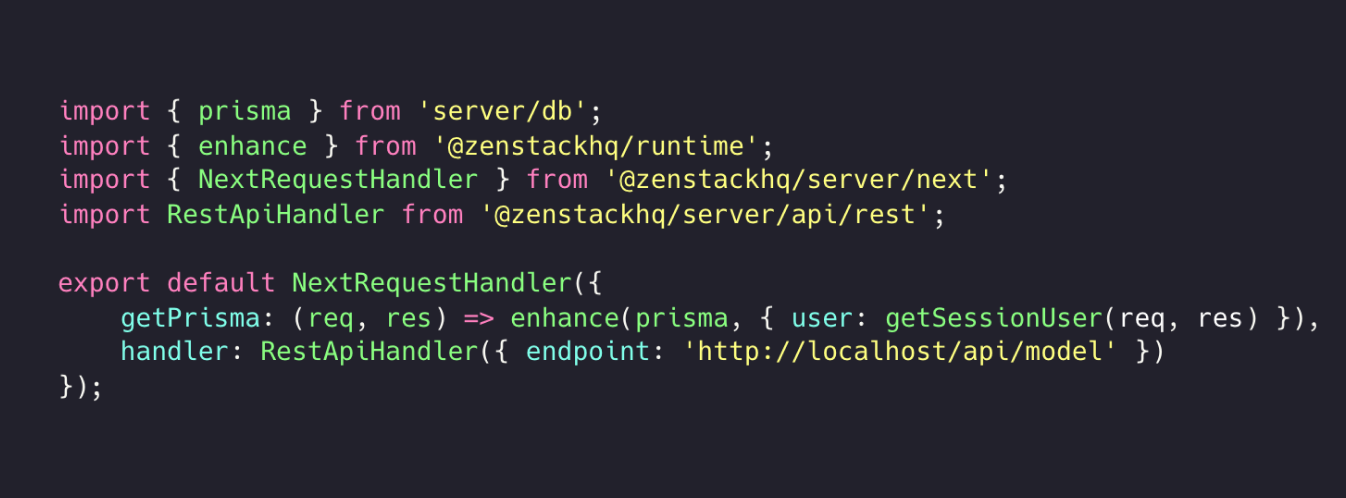 import { prisma } from 'server/db';
import { enhance } from '@zenstackhq/runtime';
import { NextRequestHandler } from '@zenstackhq/server/next';
import RestApiHandler from '@zenstackhq/server/api/rest';

export default NextRequestHandler({
    getPrisma: (req, res) => enhance(prisma, { user: getSessionUser(req, res) }),
    handler: RestApiHandler({ endpoint: 'http://localhost/api/model' })
});